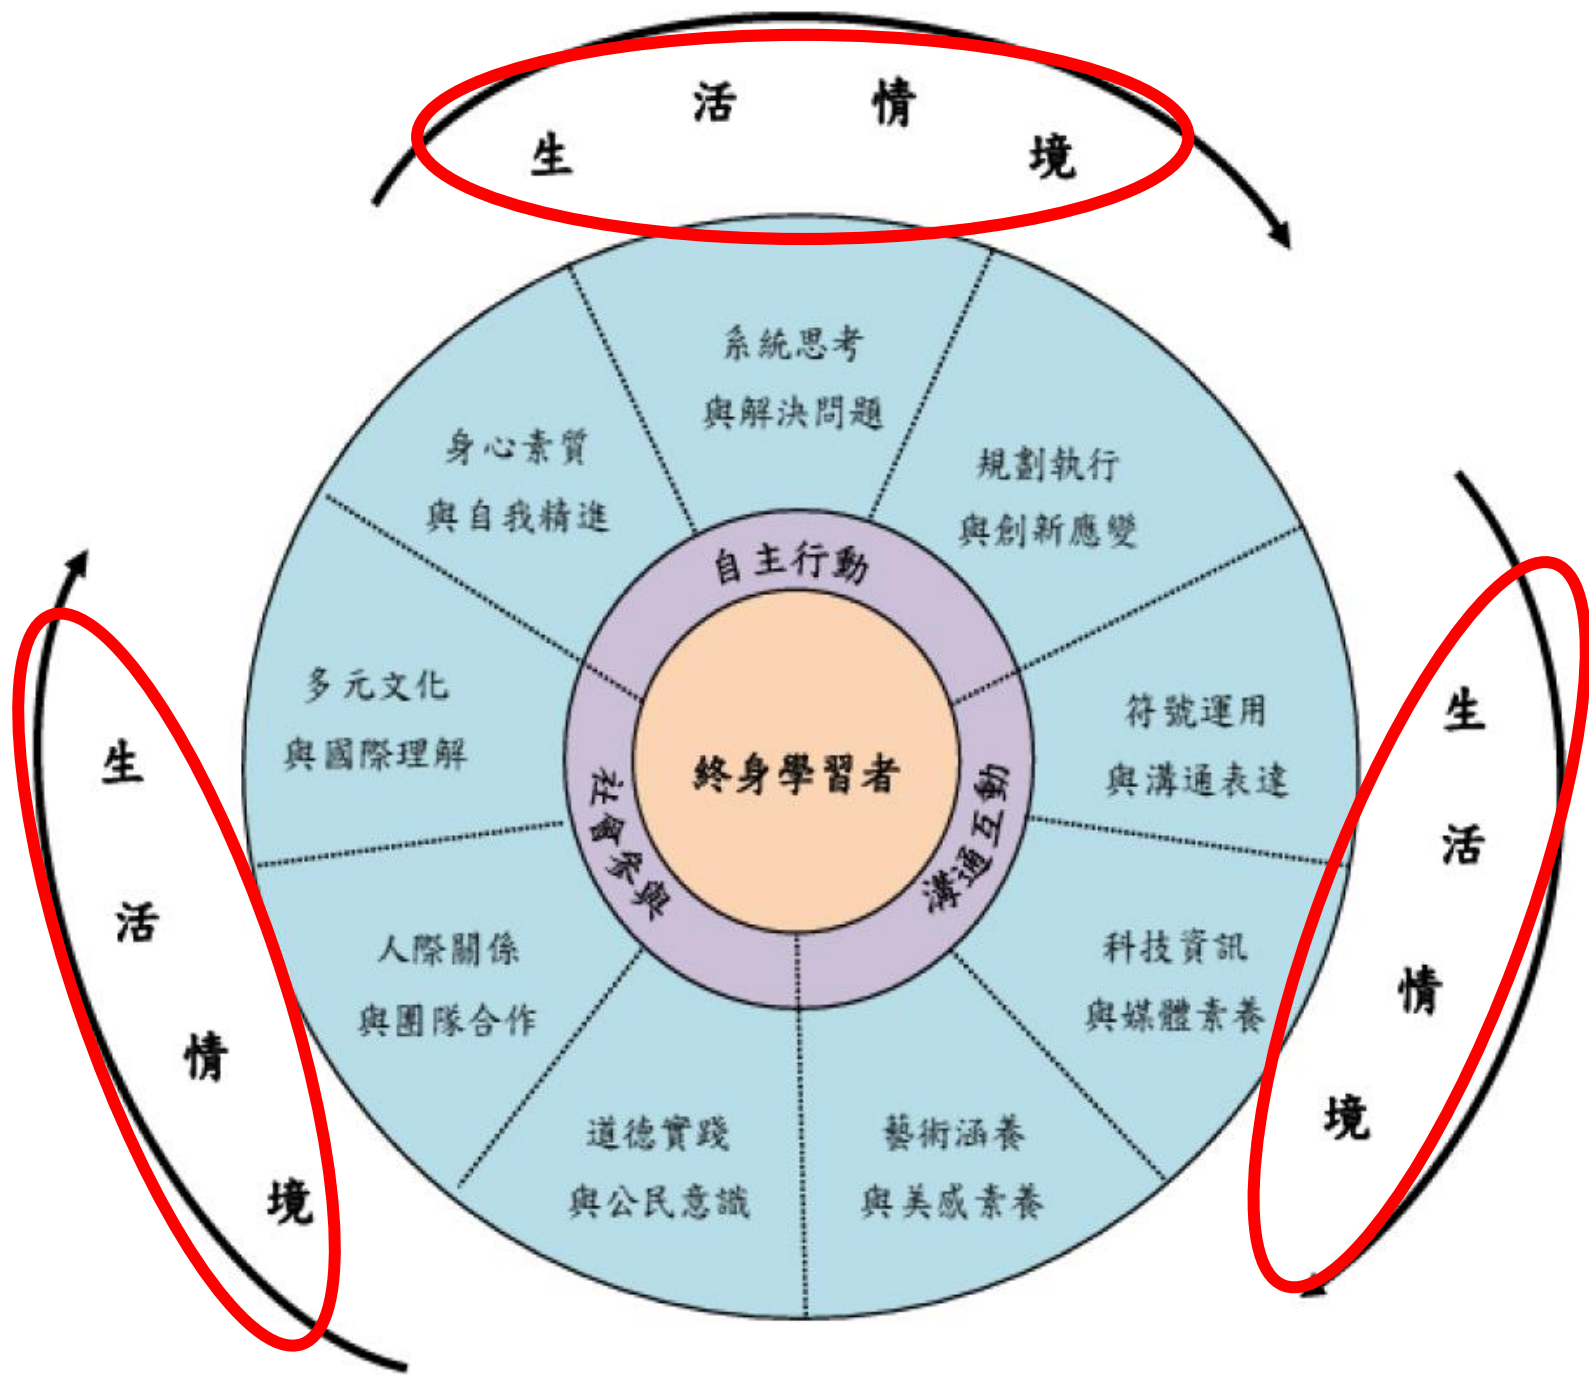 生活情境
系統思考
與解決問題
身心素質
與自我精進
規劃執行
與創新應變
自主行動
多元文化
與國際理解
符號運用
與溝通表達
生活情境
生活情境
終身學習者
社會參與
溝通互動
人際關係
與團隊合作
科技資訊
與媒體素養
道德實踐
與公民意識
藝術涵養
與美感素養